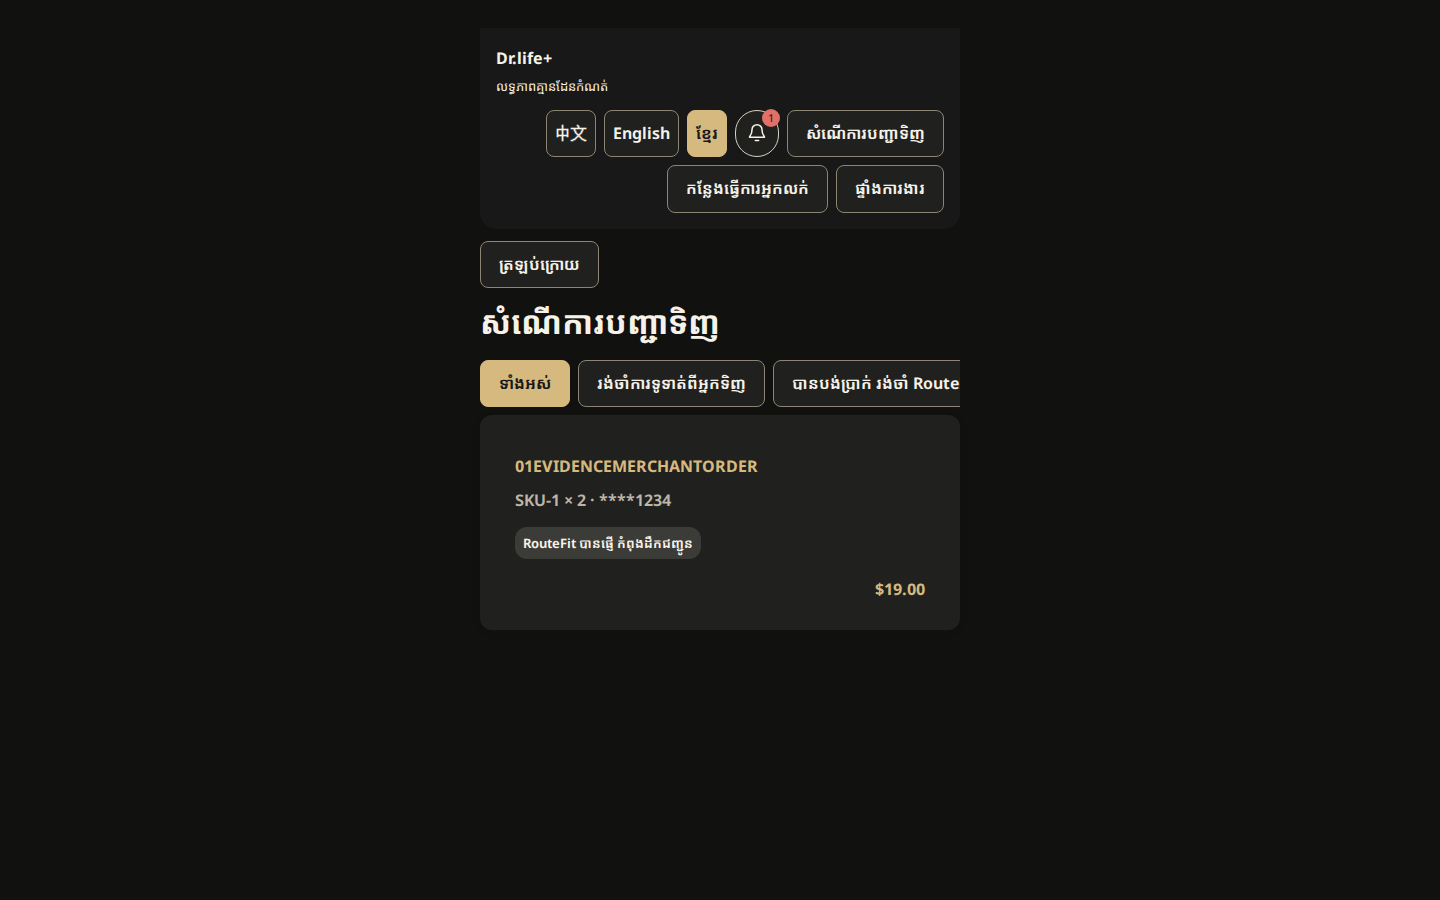 Dr.life+
លទ្ធភាពគ្មានដែនកំណត់
中文 English ខ្មែរ 1 សំណើការបញ្ជាទិញ
កន្លែងធ្វើការអ្នកលក់ ផ្ទាំងការងារ
ត្រឡប់ក្រោយ
សំណើការបញ្ជាទិញ
ទាំងអស់ រង់ចាំការទូទាត់ពីអ្នកទិញ បានបង់ប្រាក់ រង់ចាំ Route
01EVIDENCEMERCHANTORDER
SKU-1 × 2 · ****1234
RouteFit បានផ្ញើ កំពុងដឹកជញ្ជូន
$19.00